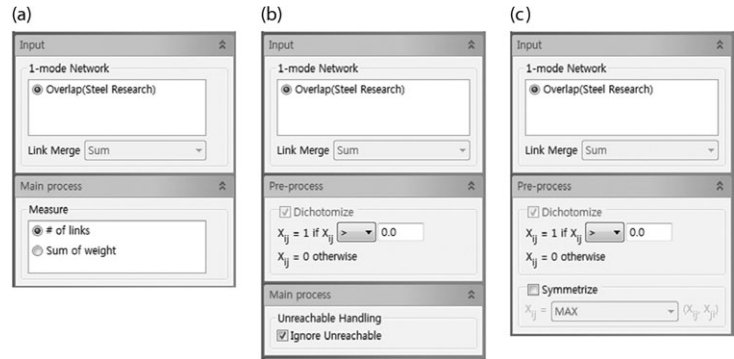 (a)
Input
1-mode Network
Overlap(Steel Research)
Link Merge Sum
Main process
Measure
# of links
Sum of weight
(b)
Input
1-mode Network
Overlap(Steel Research)
Link Merge Sum
Pre-process
Dichotomize
Xij = 1 if Xij > 0.0
Xij = 0 otherwise
Main process
Unreachable Handling
Ignore Unreachable
(c)
Input
1-mode Network
Overlap(Steel Research)
Link Merge Sum
Pre-process
Dichotomize
Xij = 1 if Xij > 0.0
Xij = 0 otherwise
Symmetrize
Xij = MAX (Xij, Xji)